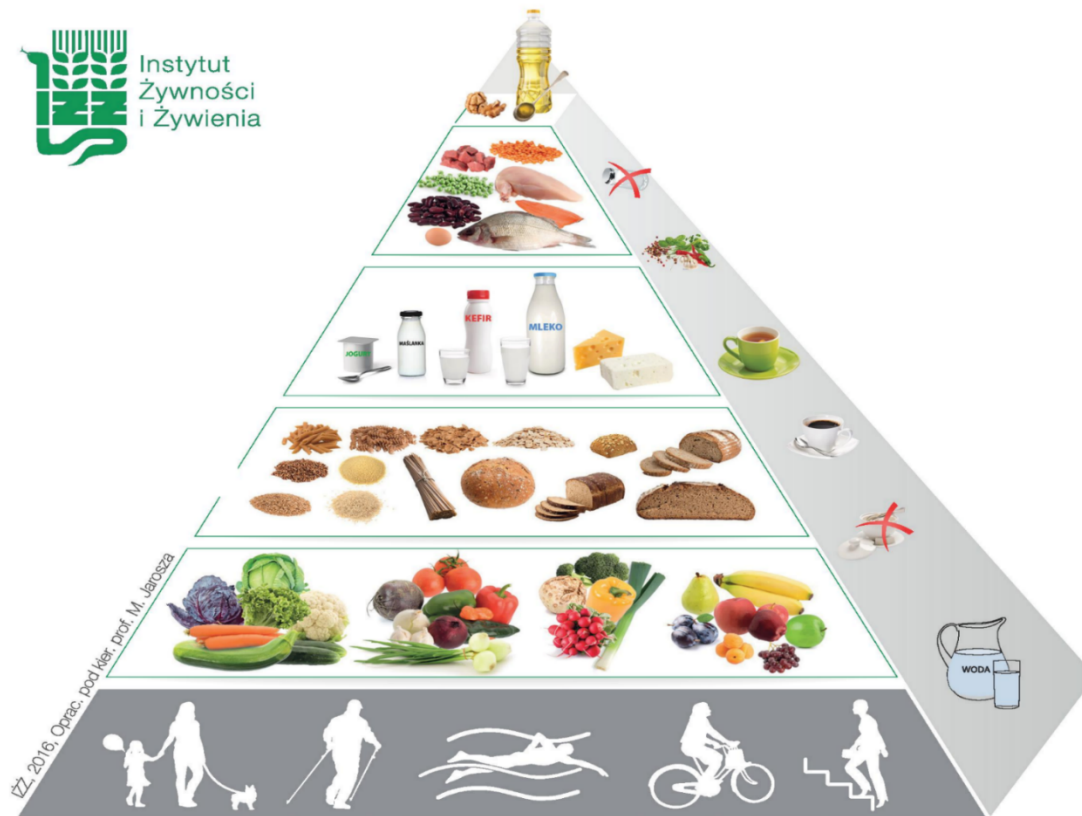 Instytut
Żywności
i Żywienia
JOGURT
MAŚLANKA
KEFIR
MLEKO
WODA
IŻŻ, 2016, Oprac. pod kier. prof. M. Jarosza